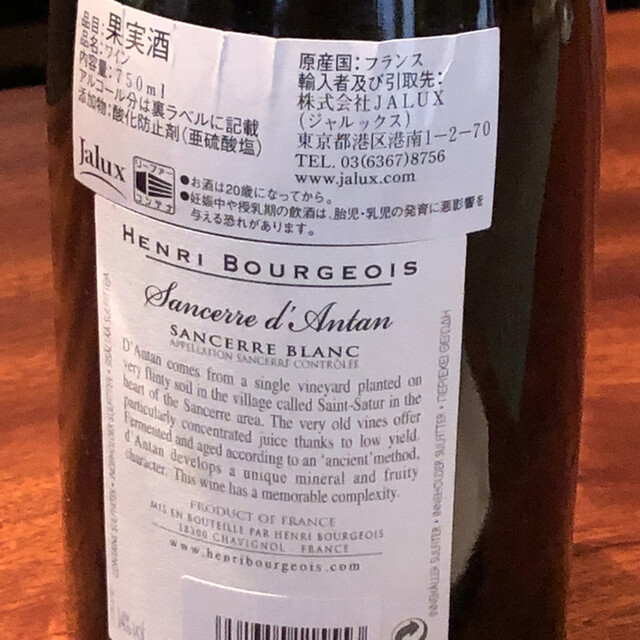 品目:果実酒
品名:ワイン
内容量:750ml
アルコール分は裏ラベルに記載
添加物:酸化防止剤(亜硫酸塩)
原産国:フランス
輸入者及び引取先:
株式会社JALUX
(ジャルックス)
東京都港区港南1-2-70
TEL. 03(6367)8756
www.jalux.com
Jalux
リーファー
コンテナ
●お酒は20歳になってから。
●妊娠中や授乳期の飲酒は、胎児・乳児の発育に悪影響を
与える恐れがあります。
HENRI BOURGEOIS
Sancerre d'Antan
SANCERRE BLANC
APPELLATION SANCERRE CONTRÔLÉE
D'Antan comes from a single vineyard planted on
very flinty soil in the village called Saint-Satur in the
heart of the Sancerre area. The very old vines offer
particularly concentrated juice thanks to low yield.
Fermented and aged according to an 'ancient' method,
d'Antan develops a unique mineral and fruity
character. This wine has a memorable complexity.
PRODUCT OF FRANCE
MIS EN BOUTEILLE PAR HENRI BOURGEOIS
18300 CHAVIGNOL - FRANCE
www.henribourgeois.com
INNEHÅLLER SULFITER • INNEHOLDER SULFITTER • ΠΕΡΙΕΧΕΙ ΘΕΙΩΔΗ